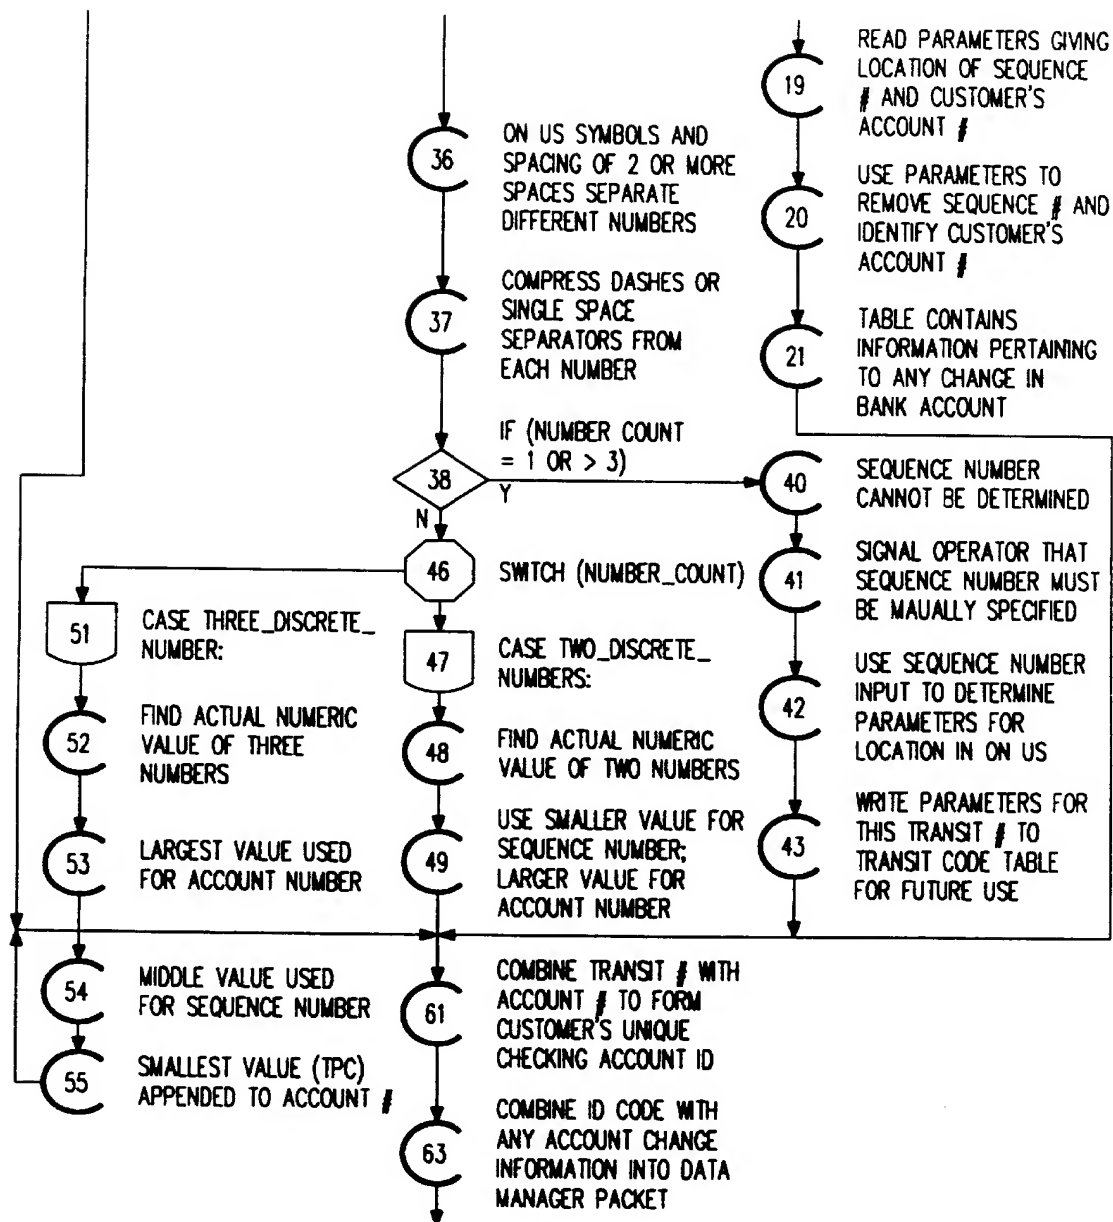 19
READ PARAMETERS GIVING
LOCATION OF SEQUENCE
# AND CUSTOMER'S
ACCOUNT #
36
ON US SYMBOLS AND
SPACING OF 2 OR MORE
SPACES SEPARATE
DIFFERENT NUMBERS
20
USE PARAMETERS TO
REMOVE SEQUENCE # AND
IDENTIFY CUSTOMER'S
ACCOUNT #
37
COMPRESS DASHES OR
SINGLE SPACE
SEPARATORS FROM
EACH NUMBER
21
TABLE CONTAINS
INFORMATION PERTAINING
TO ANY CHANGE IN
BANK ACCOUNT
38
IF (NUMBER COUNT
= 1 OR > 3)
Y
N
40
SEQUENCE NUMBER
CANNOT BE DETERMINED
46
SWITCH (NUMBER_COUNT)
41
SIGNAL OPERATOR THAT
SEQUENCE NUMBER MUST
BE MAUALLY SPECIFIED
51
CASE THREE_DISCRETE_
NUMBER:
47
CASE TWO_DISCRETE_
NUMBERS:
42
USE SEQUENCE NUMBER
INPUT TO DETERMINE
PARAMETERS FOR
LOCATION IN ON US
52
FIND ACTUAL NUMERIC
VALUE OF THREE
NUMBERS
48
FIND ACTUAL NUMERIC
VALUE OF TWO NUMBERS
43
WRITE PARAMETERS FOR
THIS TRANSIT # TO
TRANSIT CODE TABLE
FOR FUTURE USE
53
LARGEST VALUE USED
FOR ACCOUNT NUMBER
49
USE SMALLER VALUE FOR
SEQUENCE NUMBER;
LARGER VALUE FOR
ACCOUNT NUMBER
54
MIDDLE VALUE USED
FOR SEQUENCE NUMBER
61
COMBINE TRANSIT # WITH
ACCOUNT # TO FORM
CUSTOMER'S UNIQUE
CHECKING ACCOUNT ID
55
SMALLEST VALUE (TPC)
APPENDED TO ACCOUNT #
63
COMBINE ID CODE WITH
ANY ACCOUNT CHANGE
INFORMATION INTO DATA
MANAGER PACKET